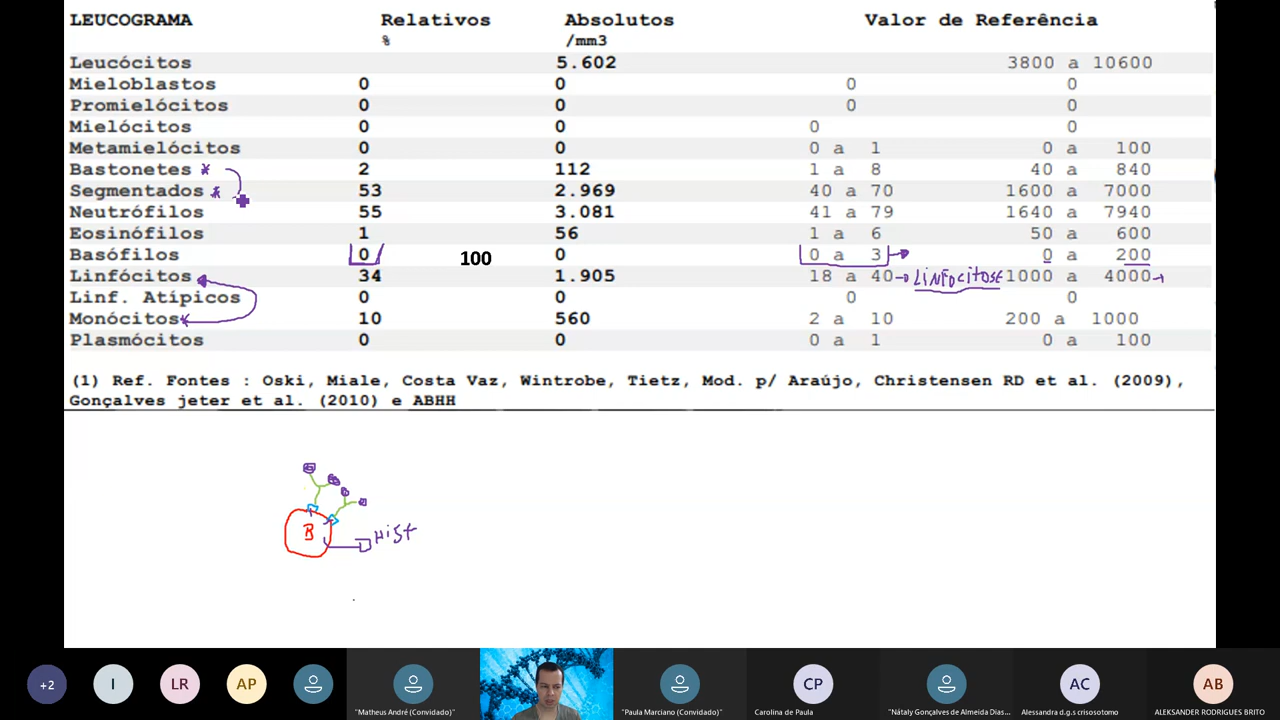 LEUCOGRAMA Relativos Absolutos Valor de Referência
% /mm3
Leucócitos 5.602 3800 a 10600
Mieloblastos 0 0 0 0
Promielócitos 0 0 0 0
Mielócitos 0 0 0 0
Metamielócitos 0 0 0 a 1 0 a 100
Bastonetes * 2 112 1 a 8 40 a 840
Segmentados * 53 2.969 40 a 70 1600 a 7000
Neutrófilos 55 3.081 41 a 79 1640 a 7940
Eosinófilos 1 56 1 a 6 50 a 600
Basófilos 0 100 0 0 a 3 0 a 200
Linfócitos 34 1.905 18 a 40 LINFOCITOSE 1000 a 4000
Linf. Atípicos 0 0 0 0
Monócitos 10 560 2 a 10 200 a 1000
Plasmócitos 0 0 0 a 1 0 a 100
(1) Ref. Fontes : Oski, Miale, Costa Vaz, Wintrobe, Tietz, Mod. p/ Araújo, Christensen RD et al. (2009),
Gonçalves jeter et al. (2010) e ABHH
B Hist
+2 I LR AP CP AC AB
"Matheus André (Convidado)" "Paula Marciano (Convidado)" Carolina de Paula "Nátaly Gonçalves de Almeida Dias... Alessandra d.g.s crisosotomo ALEKSANDER RODRIGUES BRITO